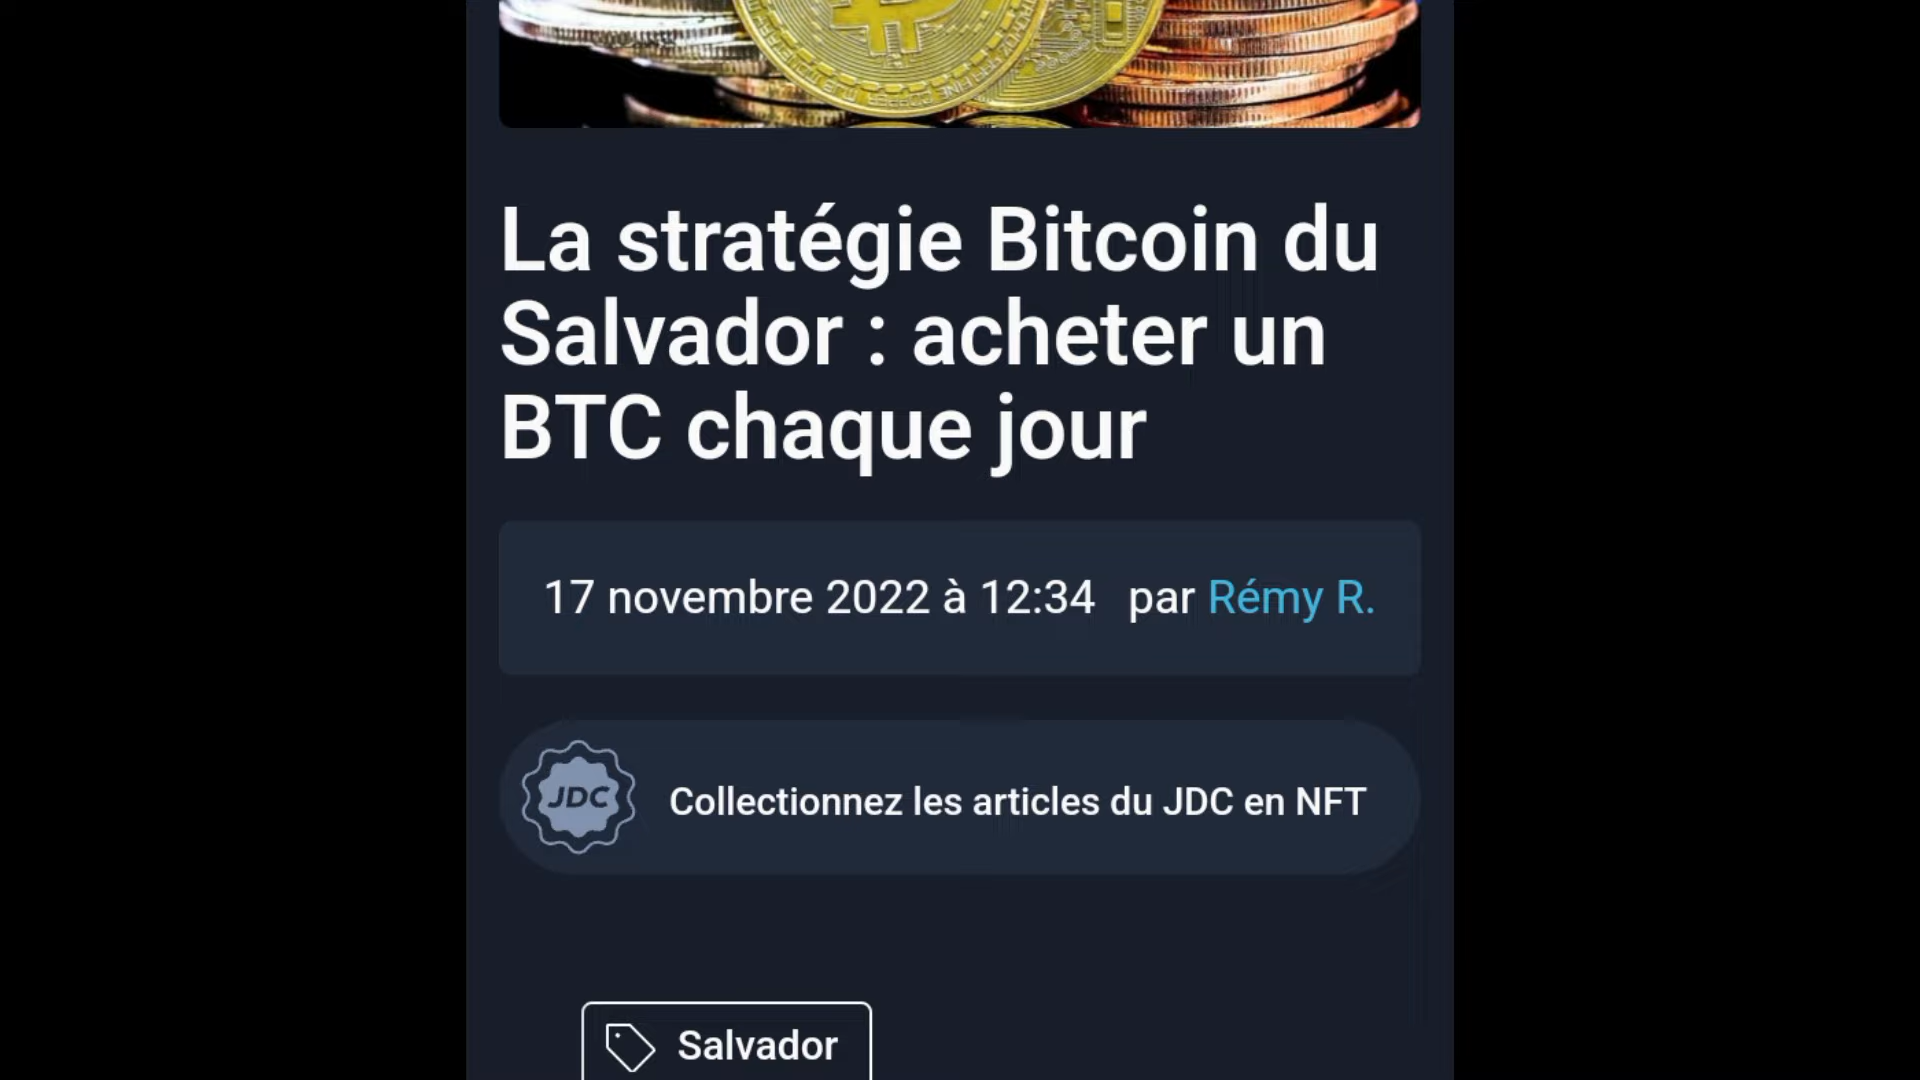 La stratégie Bitcoin du
Salvador : acheter un
BTC chaque jour
17 novembre 2022 à 12:34 par Rémy R.
JDC
Collectionnez les articles du JDC en NFT
Salvador